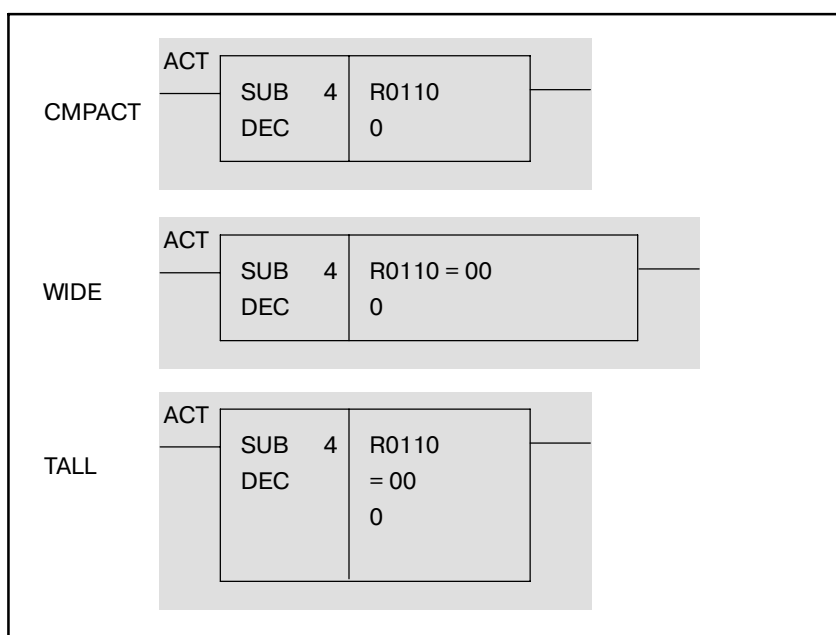 ACT
CMPACT SUB 4 R0110
DEC 0
ACT
WIDE SUB 4 R0110 = 00
DEC 0
ACT
TALL SUB 4 R0110
DEC = 00
0